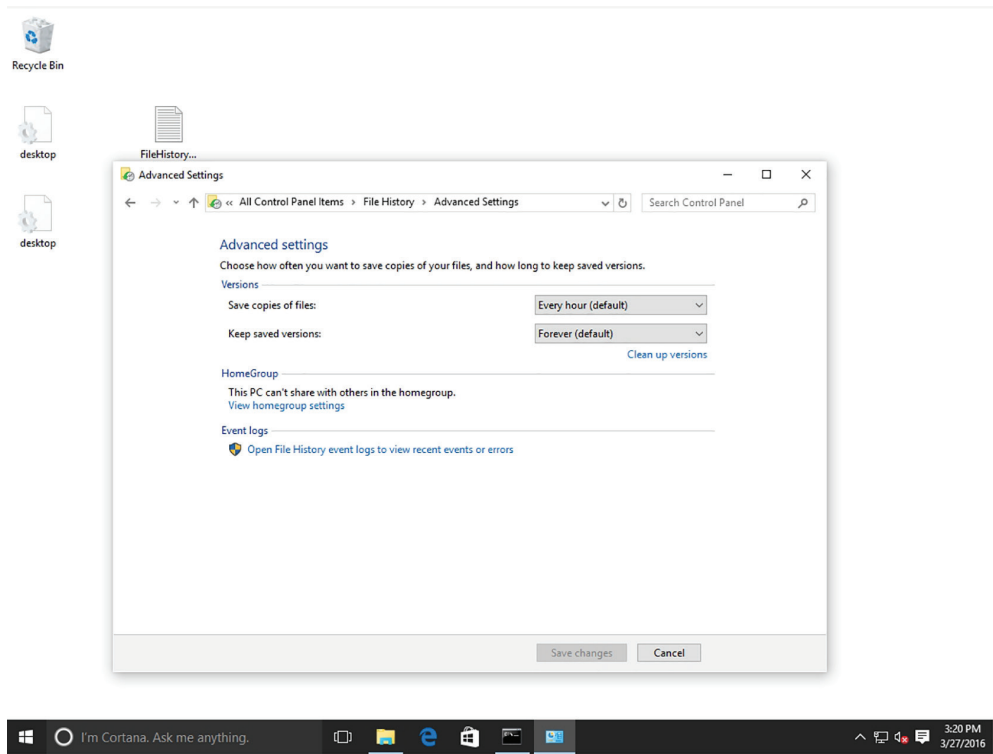 Recycle Bin
desktop
FileHistory...
desktop
Advanced Settings
« All Control Panel Items > File History > Advanced Settings
Search Control Panel
Advanced settings
Choose how often you want to save copies of your files, and how long to keep saved versions.
Versions
Save copies of files: Every hour (default)
Keep saved versions: Forever (default)
Clean up versions
HomeGroup
This PC can't share with others in the homegroup.
View homegroup settings
Event logs
Open File History event logs to view recent events or errors
Save changes Cancel
I'm Cortana. Ask me anything.
3:20 PM
3/27/2016